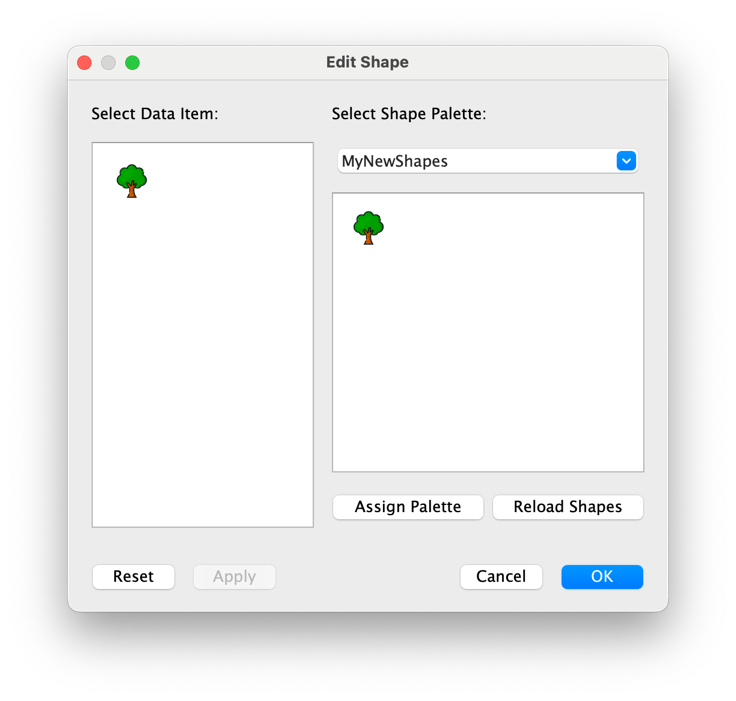 Edit Shape
Select Data Item:
Select Shape Palette:
MyNewShapes
Assign Palette
Reload Shapes
Reset
Apply
Cancel
OK